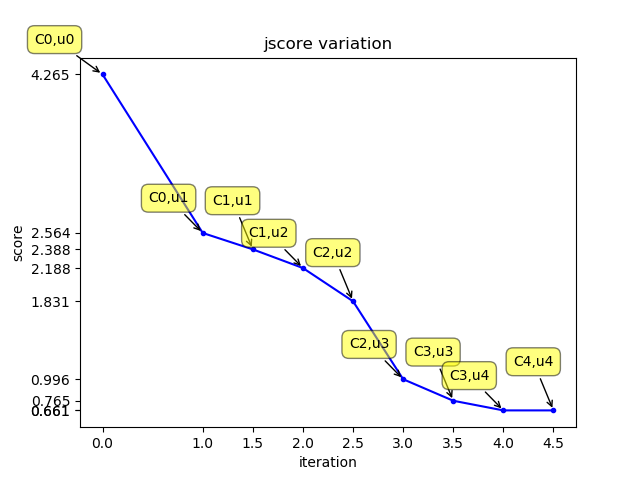 C0,u0
jscore variation
4.265
C0,u1
C1,u1
C1,u2
C2,u2
2.564
2.388
2.188
1.831
C2,u3
C3,u3
C3,u4
C4,u4
0.996
0.765
0.661
score
0.0
1.0
1.5
2.0
2.5
3.0
3.5
4.0
4.5
iteration